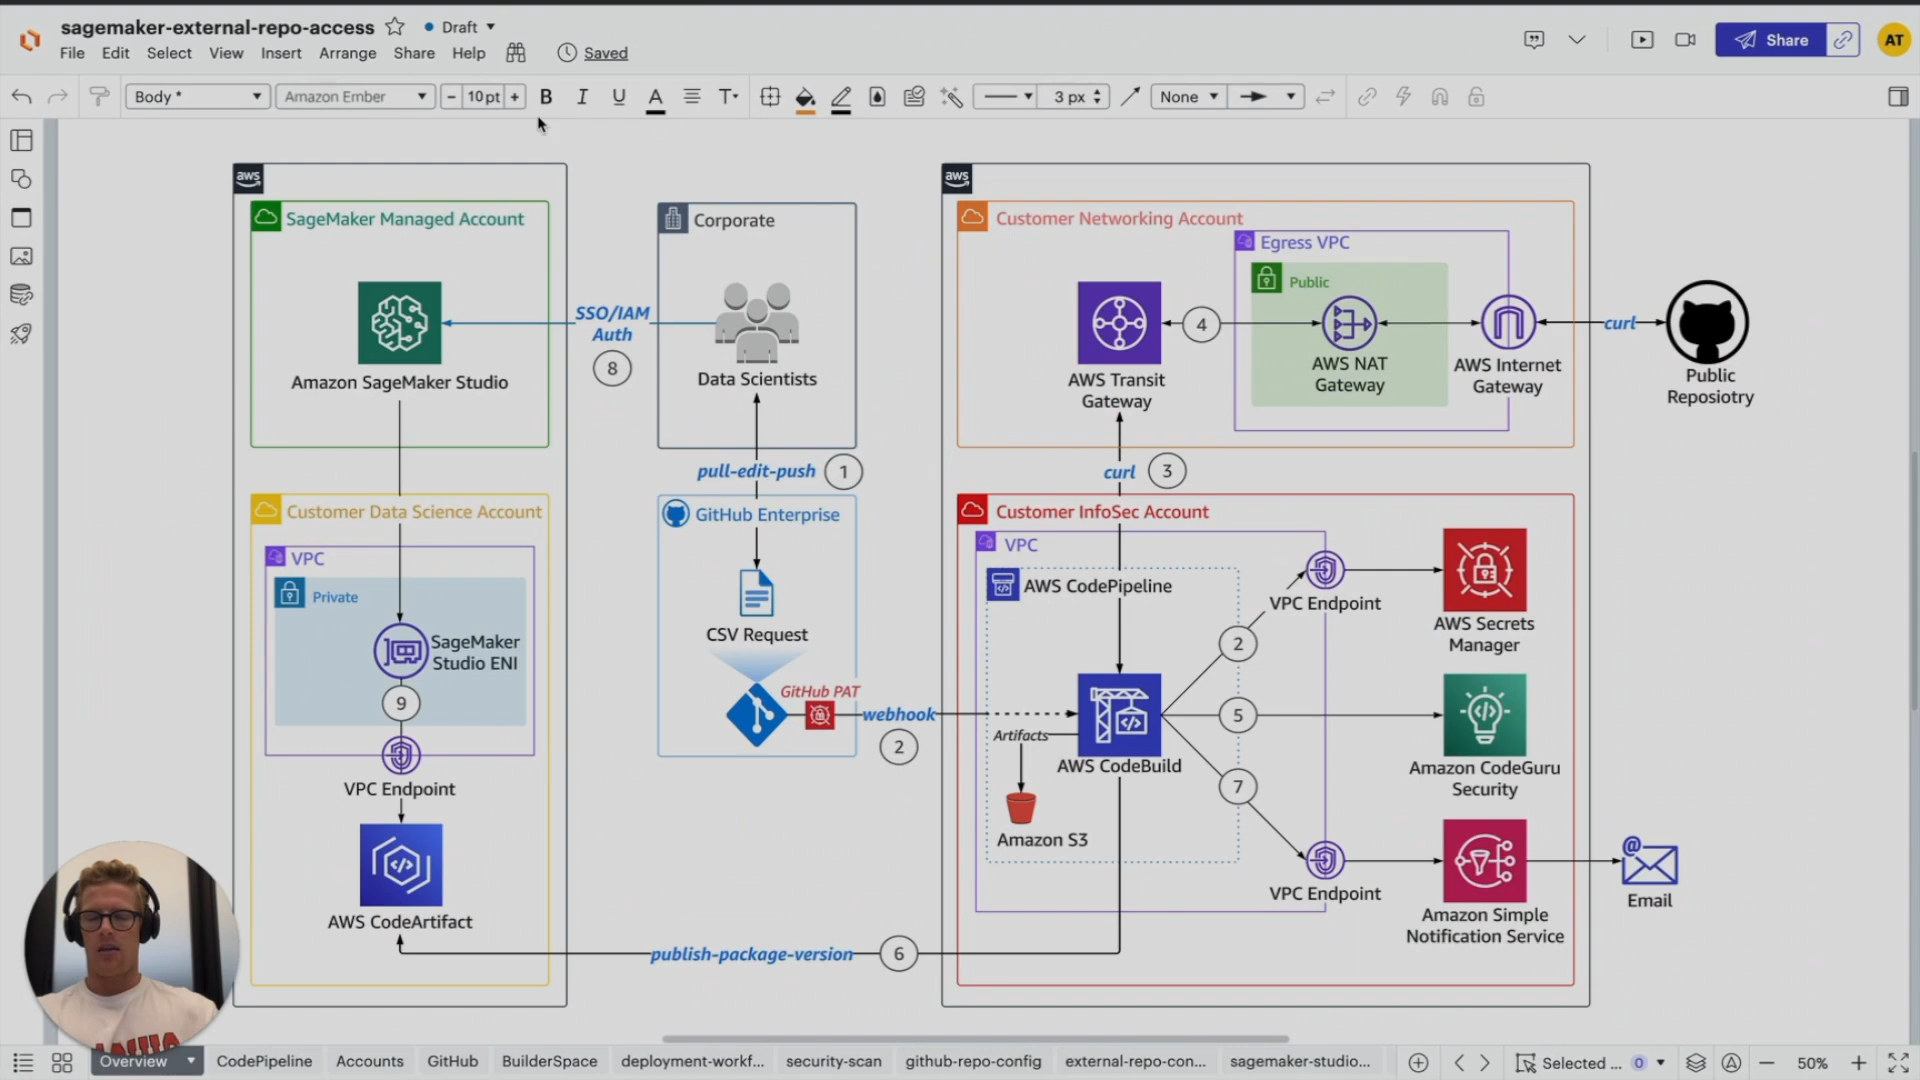 sagemaker-external-repo-access
Draft
File Edit Select View Insert Arrange Share Help
Saved
Share
AT
Body *
Amazon Ember
- 10pt +
B I U A T
3 px
None
aws
SageMaker Managed Account
Amazon SageMaker Studio
Customer Data Science Account
VPC
Private
SageMaker
Studio ENI
9
VPC Endpoint
AWS CodeArtifact
SSO/IAM
Auth
8
Corporate
Data Scientists
pull-edit-push
1
GitHub Enterprise
CSV Request
GitHub PAT
webhook
2
publish-package-version
6
aws
Customer Networking Account
Egress VPC
Public
AWS Transit
Gateway
4
AWS NAT
Gateway
AWS Internet
Gateway
curl
Public
Reposiotry
curl
3
Customer InfoSec Account
VPC
AWS CodePipeline
Artifacts
AWS CodeBuild
Amazon S3
2
5
7
VPC Endpoint
AWS Secrets
Manager
Amazon CodeGuru
Security
VPC Endpoint
Amazon Simple
Notification Service
@
Email
Overview
CodePipeline
Accounts
GitHub
BuilderSpace
deployment-workf...
security-scan
github-repo-config
external-repo-con...
sagemaker-studio...
Selected ...
0
50%